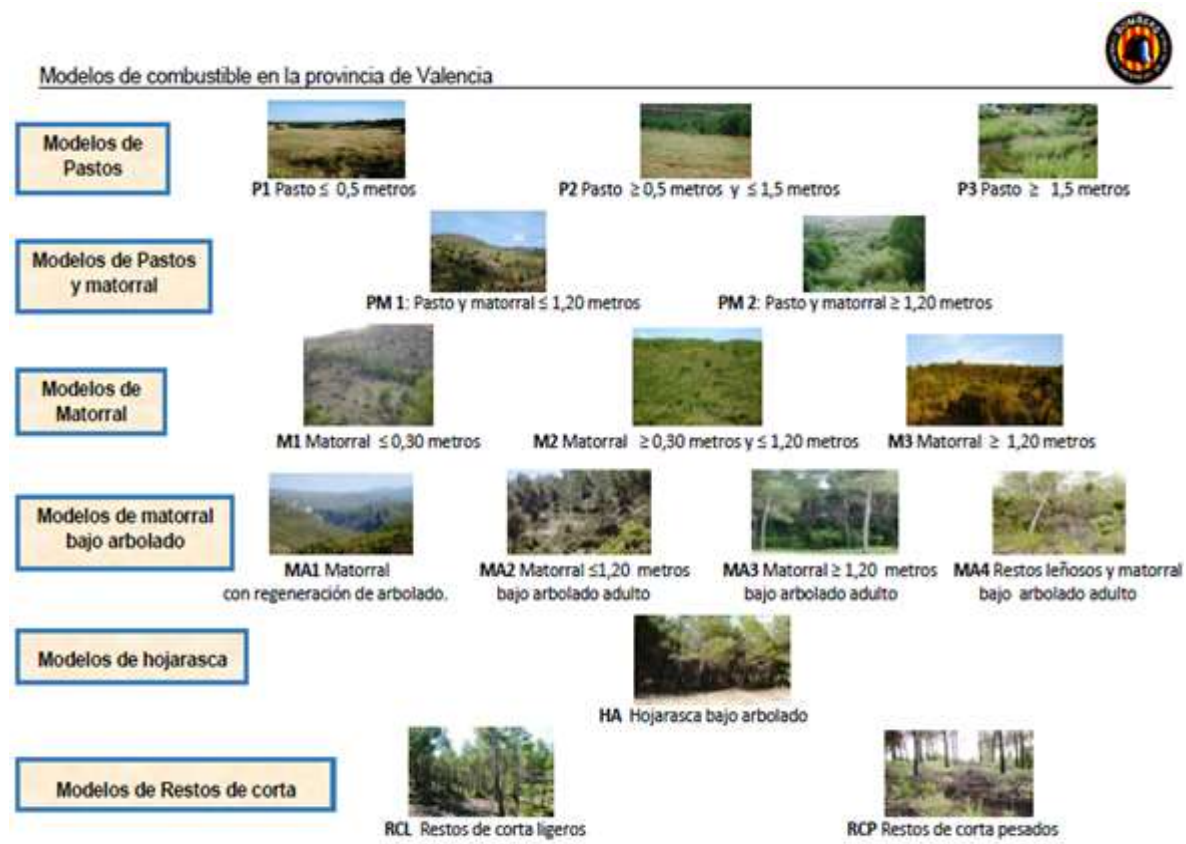 BOMBERS
Modelos de combustible en la provincia de Valencia
Modelos de
Pastos
P1 Pasto ≤ 0,5 metros
P2 Pasto ≥ 0,5 metros y ≤ 1,5 metros
P3 Pasto ≥ 1,5 metros
Modelos de Pastos
y matorral
PM 1: Pasto y matorral ≤ 1,20 metros
PM 2: Pasto y matorral ≥ 1,20 metros
Modelos de
Matorral
M1 Matorral ≤ 0,30 metros
M2 Matorral ≥ 0,30 metros y ≤ 1,20 metros
M3 Matorral ≥ 1,20 metros
Modelos de matorral
bajo arbolado
MA1 Matorral
con regeneración de arbolado.
MA2 Matorral ≤1,20 metros
bajo arbolado adulto
MA3 Matorral ≥ 1,20 metros
bajo arbolado adulto
MA4 Restos leñosos y matorral
bajo arbolado adulto
Modelos de hojarasca
HA Hojarasca bajo arbolado
Modelos de Restos de corta
RCL Restos de corta ligeros
RCP Restos de corta pesados